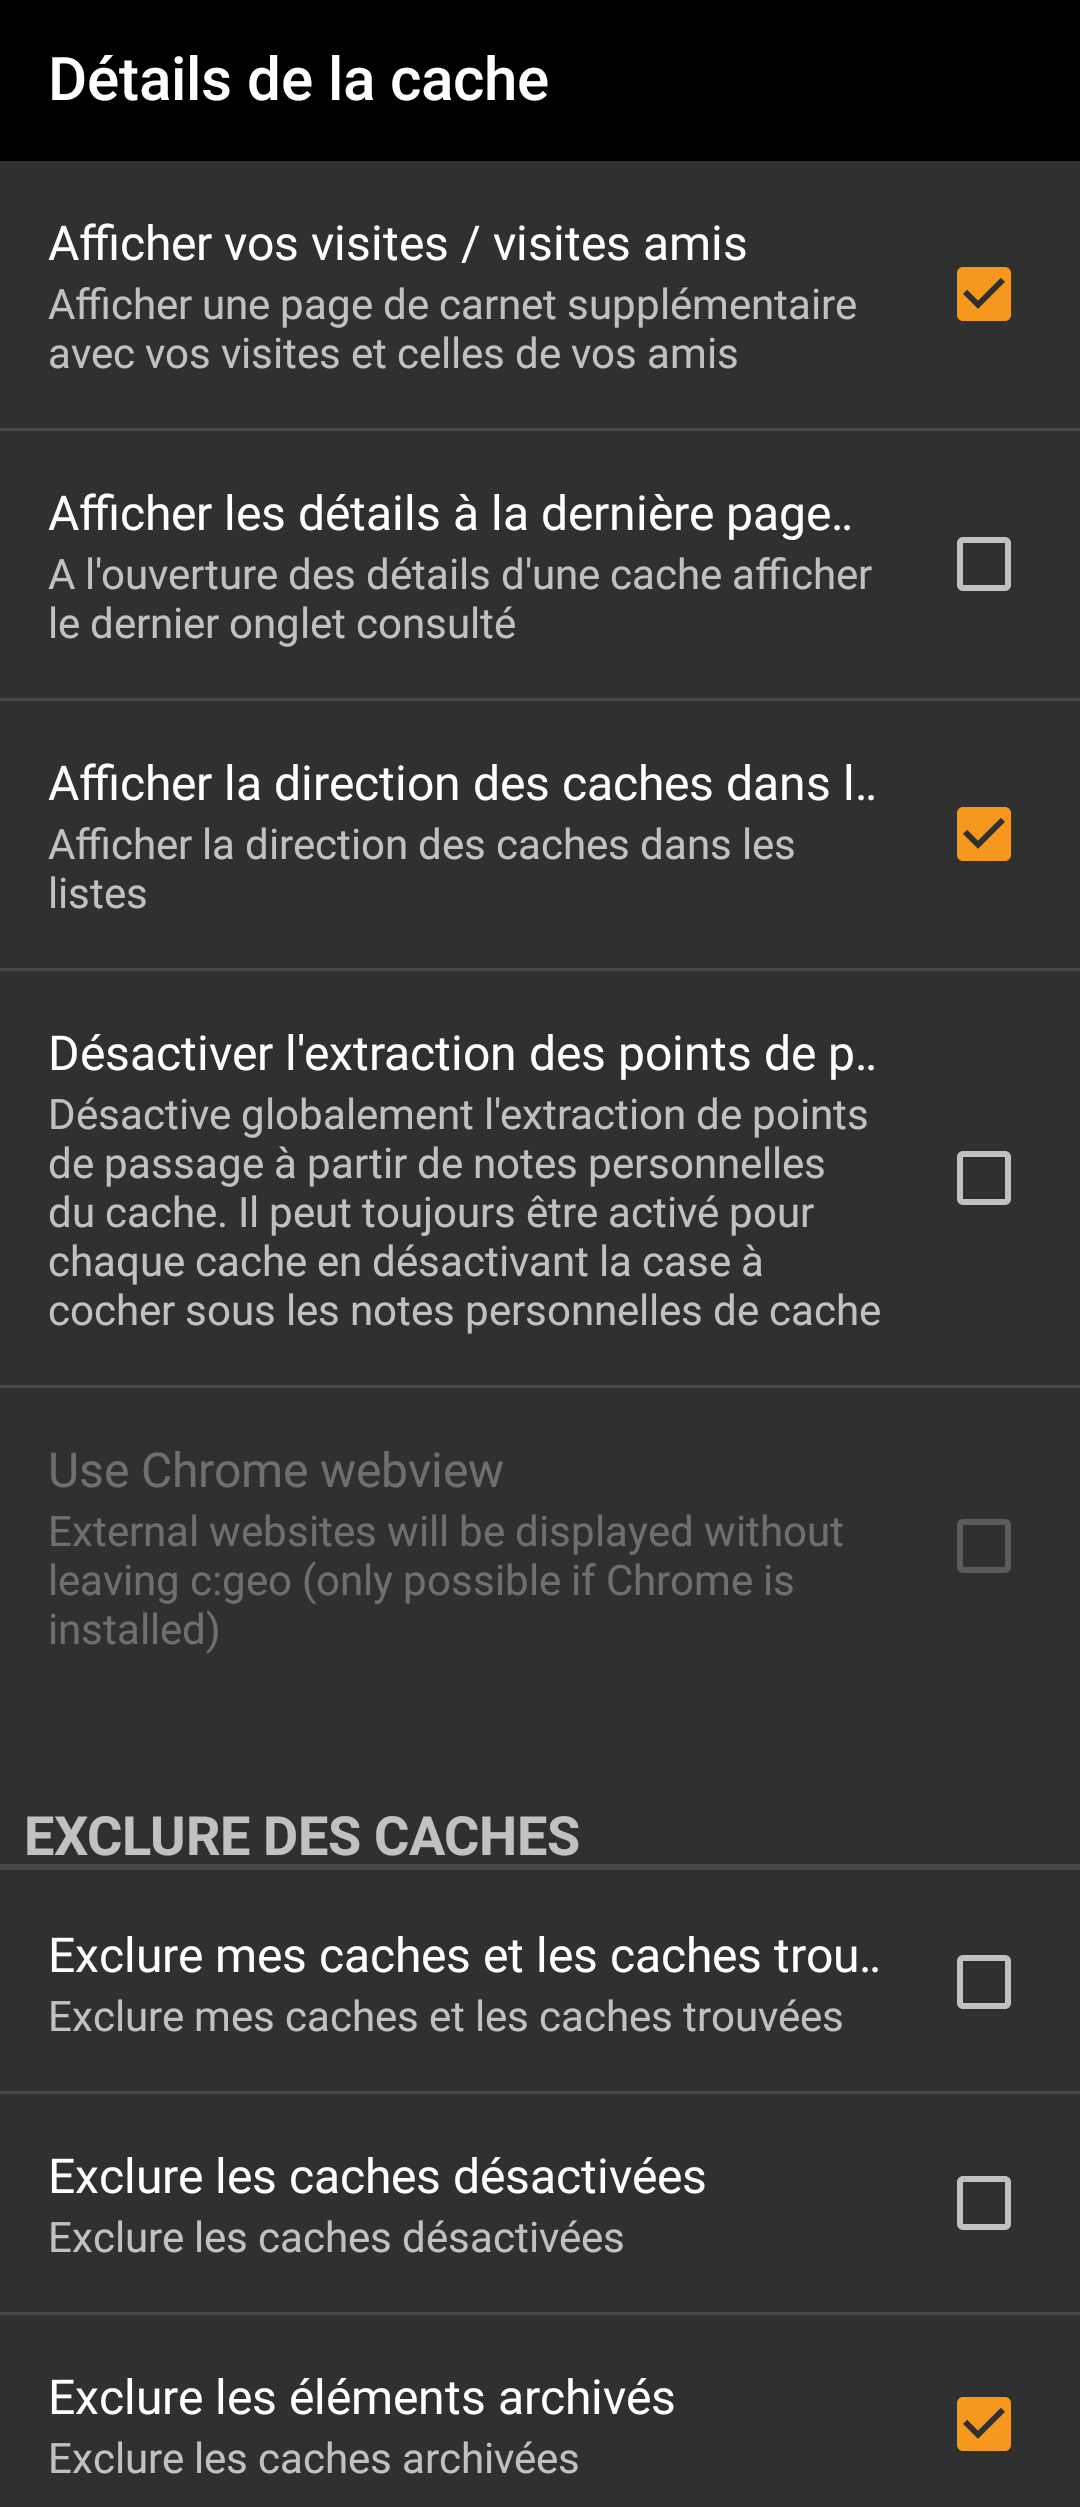 Détails de la cache
Afficher vos visites / visites amis
Afficher une page de carnet supplémentaire
avec vos visites et celles de vos amis
Afficher les détails à la dernière page..
A l'ouverture des détails d'une cache afficher
le dernier onglet consulté
Afficher la direction des caches dans l..
Afficher la direction des caches dans les
listes
Désactiver l'extraction des points de p..
Désactive globalement l'extraction de points
de passage à partir de notes personnelles
du cache. Il peut toujours être activé pour
chaque cache en désactivant la case à
cocher sous les notes personnelles de cache
Use Chrome webview
External websites will be displayed without
leaving c:geo (only possible if Chrome is
installed)
EXCLURE DES CACHES
Exclure mes caches et les caches trou..
Exclure mes caches et les caches trouvées
Exclure les caches désactivées
Exclure les caches désactivées
Exclure les éléments archivés
Exclure les caches archivées